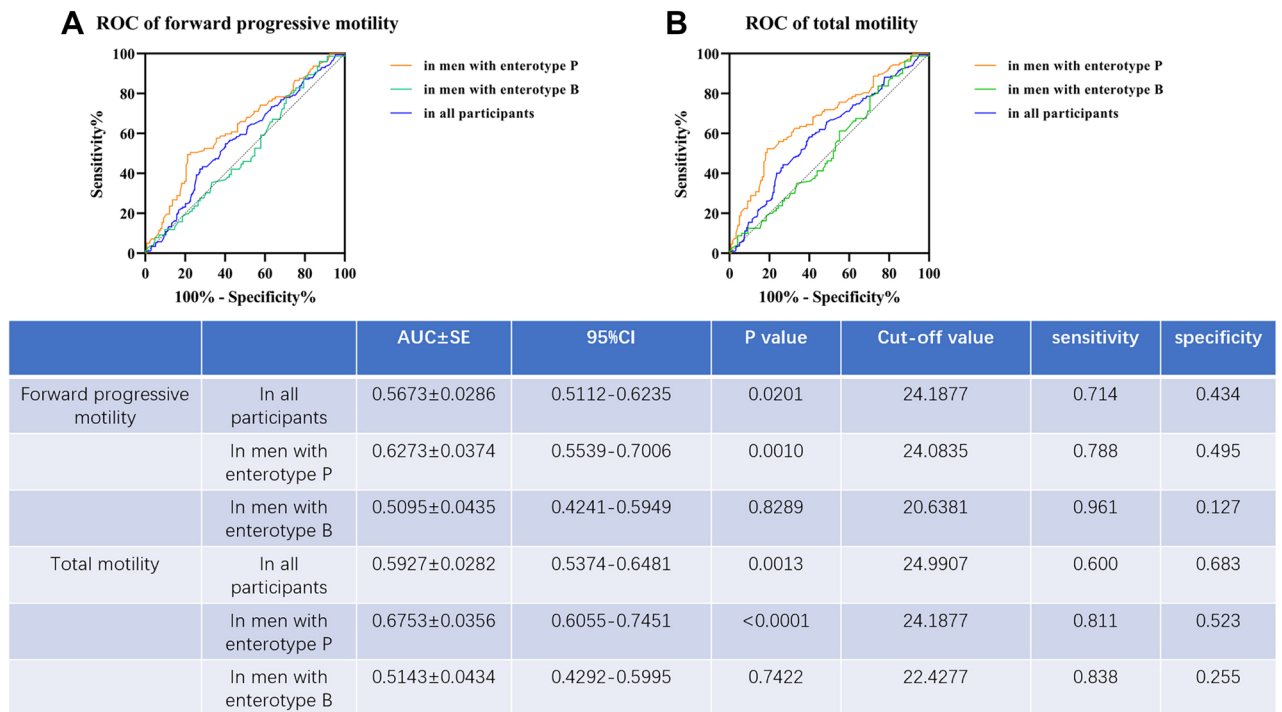 A ROC of forward progressive motility
100
80
60
40
20
0
Sensitivity%
0 20 40 60 80 100
100% - Specificity%
in men with enterotype P
in men with enterotype B
in all participants
B ROC of total motility
100
80
60
40
20
0
Sensitivity%
0 20 40 60 80 100
100% - Specificity%
in men with enterotype P
in men with enterotype B
in all participants
AUC±SE 95%CI P value Cut-off value sensitivity specificity
Forward progressive motility In all participants 0.5673±0.0286 0.5112-0.6235 0.0201 24.1877 0.714 0.434
In men with enterotype P 0.6273±0.0374 0.5539-0.7006 0.0010 24.0835 0.788 0.495
In men with enterotype B 0.5095±0.0435 0.4241-0.5949 0.8289 20.6381 0.961 0.127
Total motility In all participants 0.5927±0.0282 0.5374-0.6481 0.0013 24.9907 0.600 0.683
In men with enterotype P 0.6753±0.0356 0.6055-0.7451 <0.0001 24.1877 0.811 0.523
In men with enterotype B 0.5143±0.0434 0.4292-0.5995 0.7422 22.4277 0.838 0.255